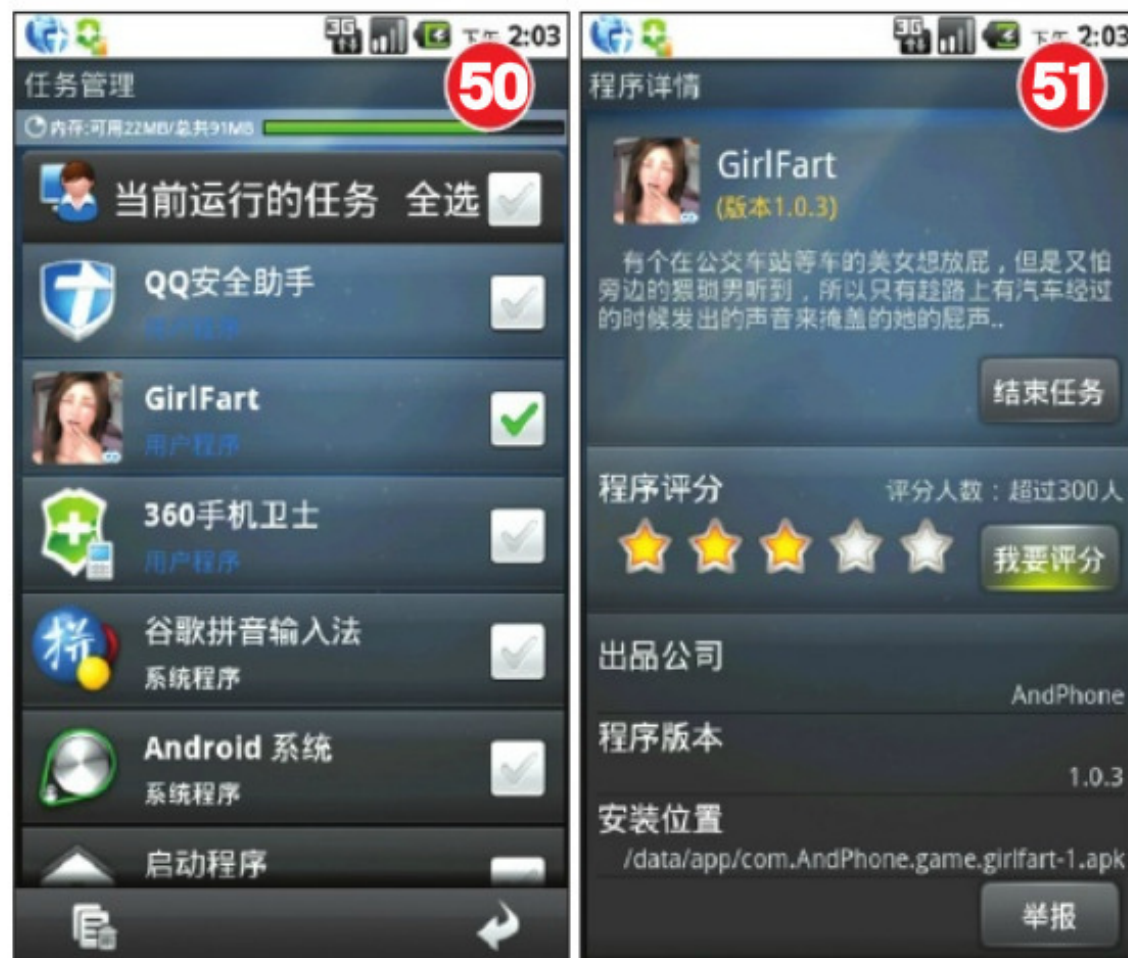 3G 下午 2:03
50
任务管理
内存:可用22MB/总共91MB
当前运行的任务 全选
QQ安全助手
用户程序
GirlFart
用户程序
360手机卫士
用户程序
拼
谷歌拼音输入法
系统程序
Android 系统
系统程序
启动程序
3G 下午 2:03
51
程序详情
GirlFart
(版本1.0.3)
有个在公交车站等车的美女想放屁，但是又怕
旁边的猥琐男听到，所以只有趁路上有汽车经过
的时候发出的声音来掩盖的她的屁声..
结束任务
程序评分 评分人数：超过300人
我要评分
出品公司
AndPhone
程序版本
1.0.3
安装位置
/data/app/com.AndPhone.game.girlfart-1.apk
举报